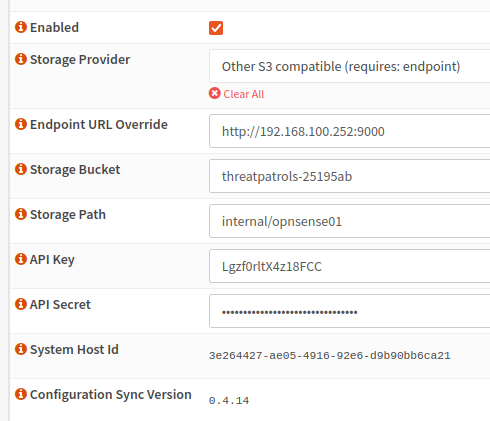 Enabled
Storage Provider
Other S3 compatible (requires: endpoint)
Clear All
Endpoint URL Override
http://192.168.100.252:9000
Storage Bucket
threatpatrols-25195ab
Storage Path
internal/opnsense01
API Key
Lgzf0rltX4z18FCC
API Secret
••••••••••••••••••••••••••••••••
System Host Id
3e264427-ae05-4916-92e6-d9b90bb6ca21
Configuration Sync Version
0.4.14